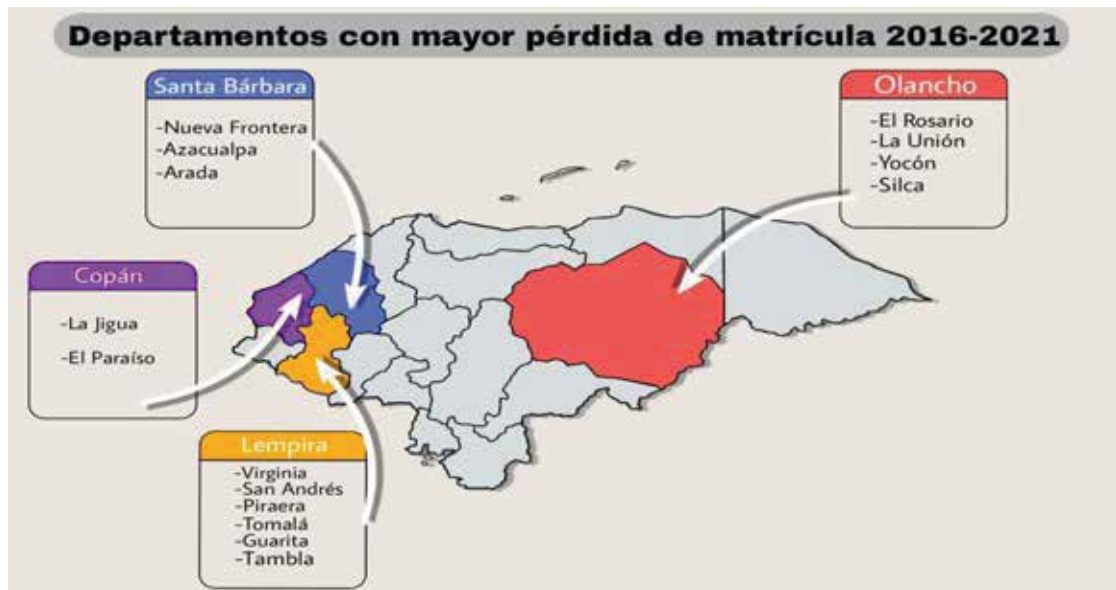 Departamentos con mayor pérdida de matrícula 2016-2021
Santa Bárbara
-Nueva Frontera
-Azacualpa
-Arada
Olancho
-El Rosario
-La Unión
-Yocón
-Silca
Copán
-La Jigua
-El Paraíso
Lempira
-Virginia
-San Andrés
-Piraera
-Tomalá
-Guarita
-Tambla